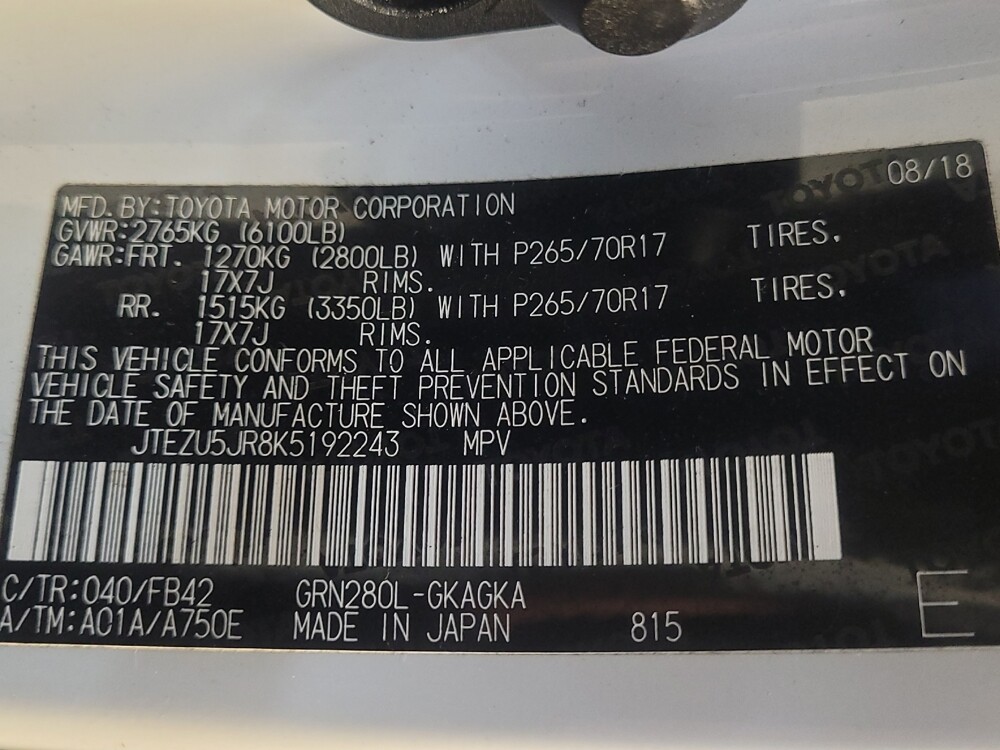 08/18
MFD. BY:TOYOTA MOTOR CORPORATION
GVWR:2765KG (6100LB)
GAWR:FRT. 1270KG (2800LB) WITH P265/70R17 TIRES.
17X7J RIMS.
RR. 1515KG (3350LB) WITH P265/70R17 TIRES.
17X7J RIMS.
THIS VEHICLE CONFORMS TO ALL APPLICABLE FEDERAL MOTOR
VEHICLE SAFETY AND THEFT PREVENTION STANDARDS IN EFFECT ON
THE DATE OF MANUFACTURE SHOWN ABOVE.
JTEZU5JR8K5192243 MPV
C/TR:040/FB42 GRN280L-GKAGKA
A/TM:A01A/A750E MADE IN JAPAN 815 E